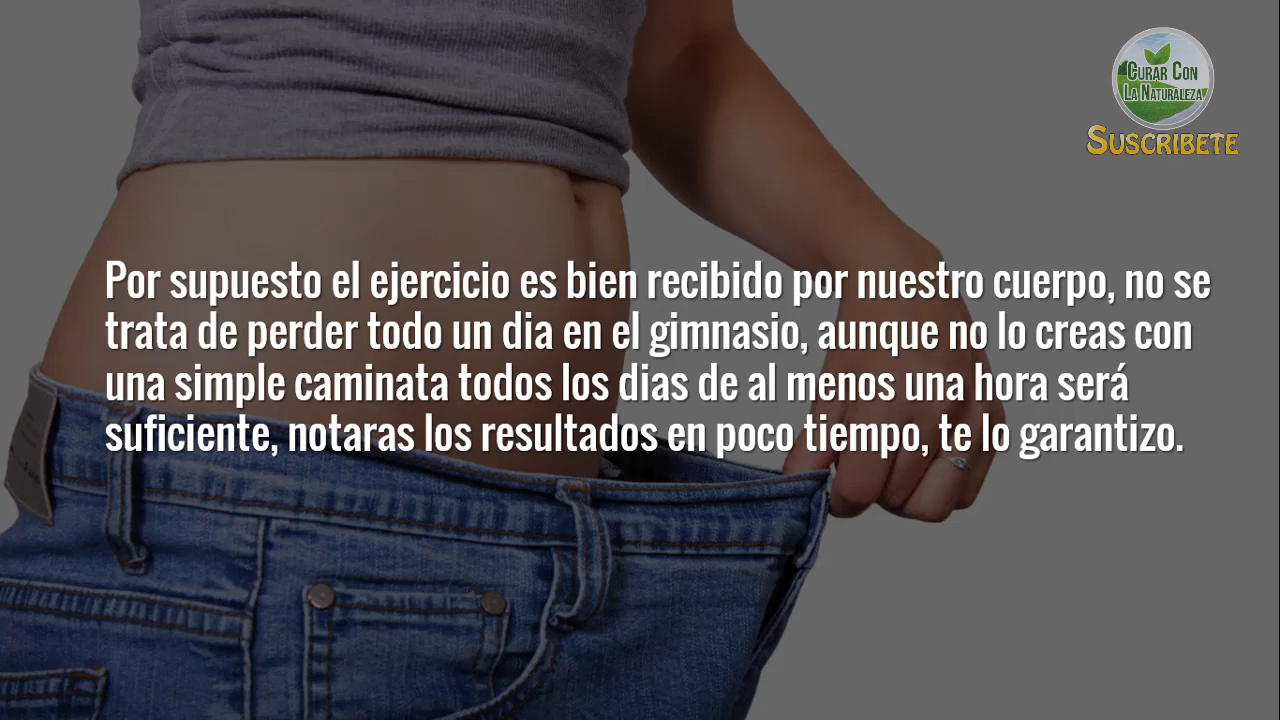 CURAR CON
LA NATURALEZA
SUSCRIBETE
Por supuesto el ejercicio es bien recibido por nuestro cuerpo, no se
trata de perder todo un dia en el gimnasio, aunque no lo creas con
una simple caminata todos los dias de al menos una hora será
suficiente, notaras los resultados en poco tiempo, te lo garantizo.